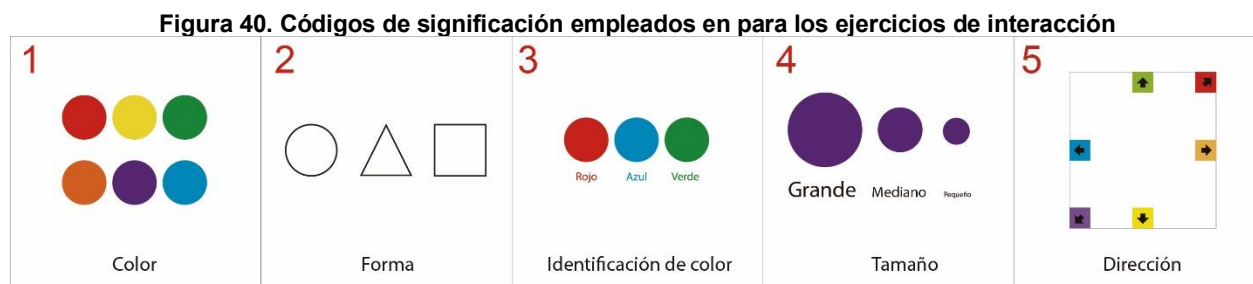 Figura 40. Códigos de significación empleados en para los ejercicios de interacción
1
2
3
4
5
Rojo
Azul
Verde
Grande
Mediano
Pequeño
Color
Forma
Identificación de color
Tamaño
Dirección